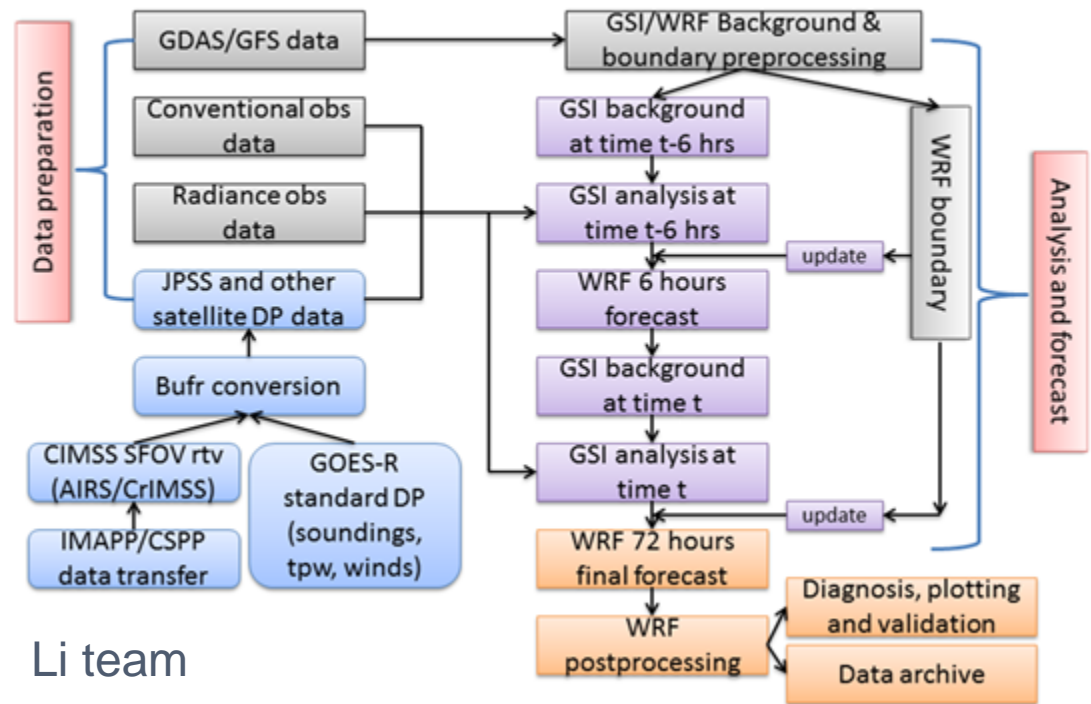 Data preparation
GDAS/GFS data
Conventional obs
data
Radiance obs
data
JPSS and other
satellite DP data
Bufr conversion
CIMSS SFOV rtv
(AIRS/CrIMSS)
IMAPP/CSPP
data transfer
GOES-R
standard DP
(soundings,
tpw, winds)
Li team
GSI/WRF Background &
boundary preprocessing
GSI background
at time t-6 hrs
GSI analysis at
time t-6 hrs
update
WRF 6 hours
forecast
GSI background
at time t
GSI analysis at
time t
update
WRF 72 hours
final forecast
WRF
postprocessing
Diagnosis, plotting
and validation
Data archive
WRF boundary
Analysis and forecast